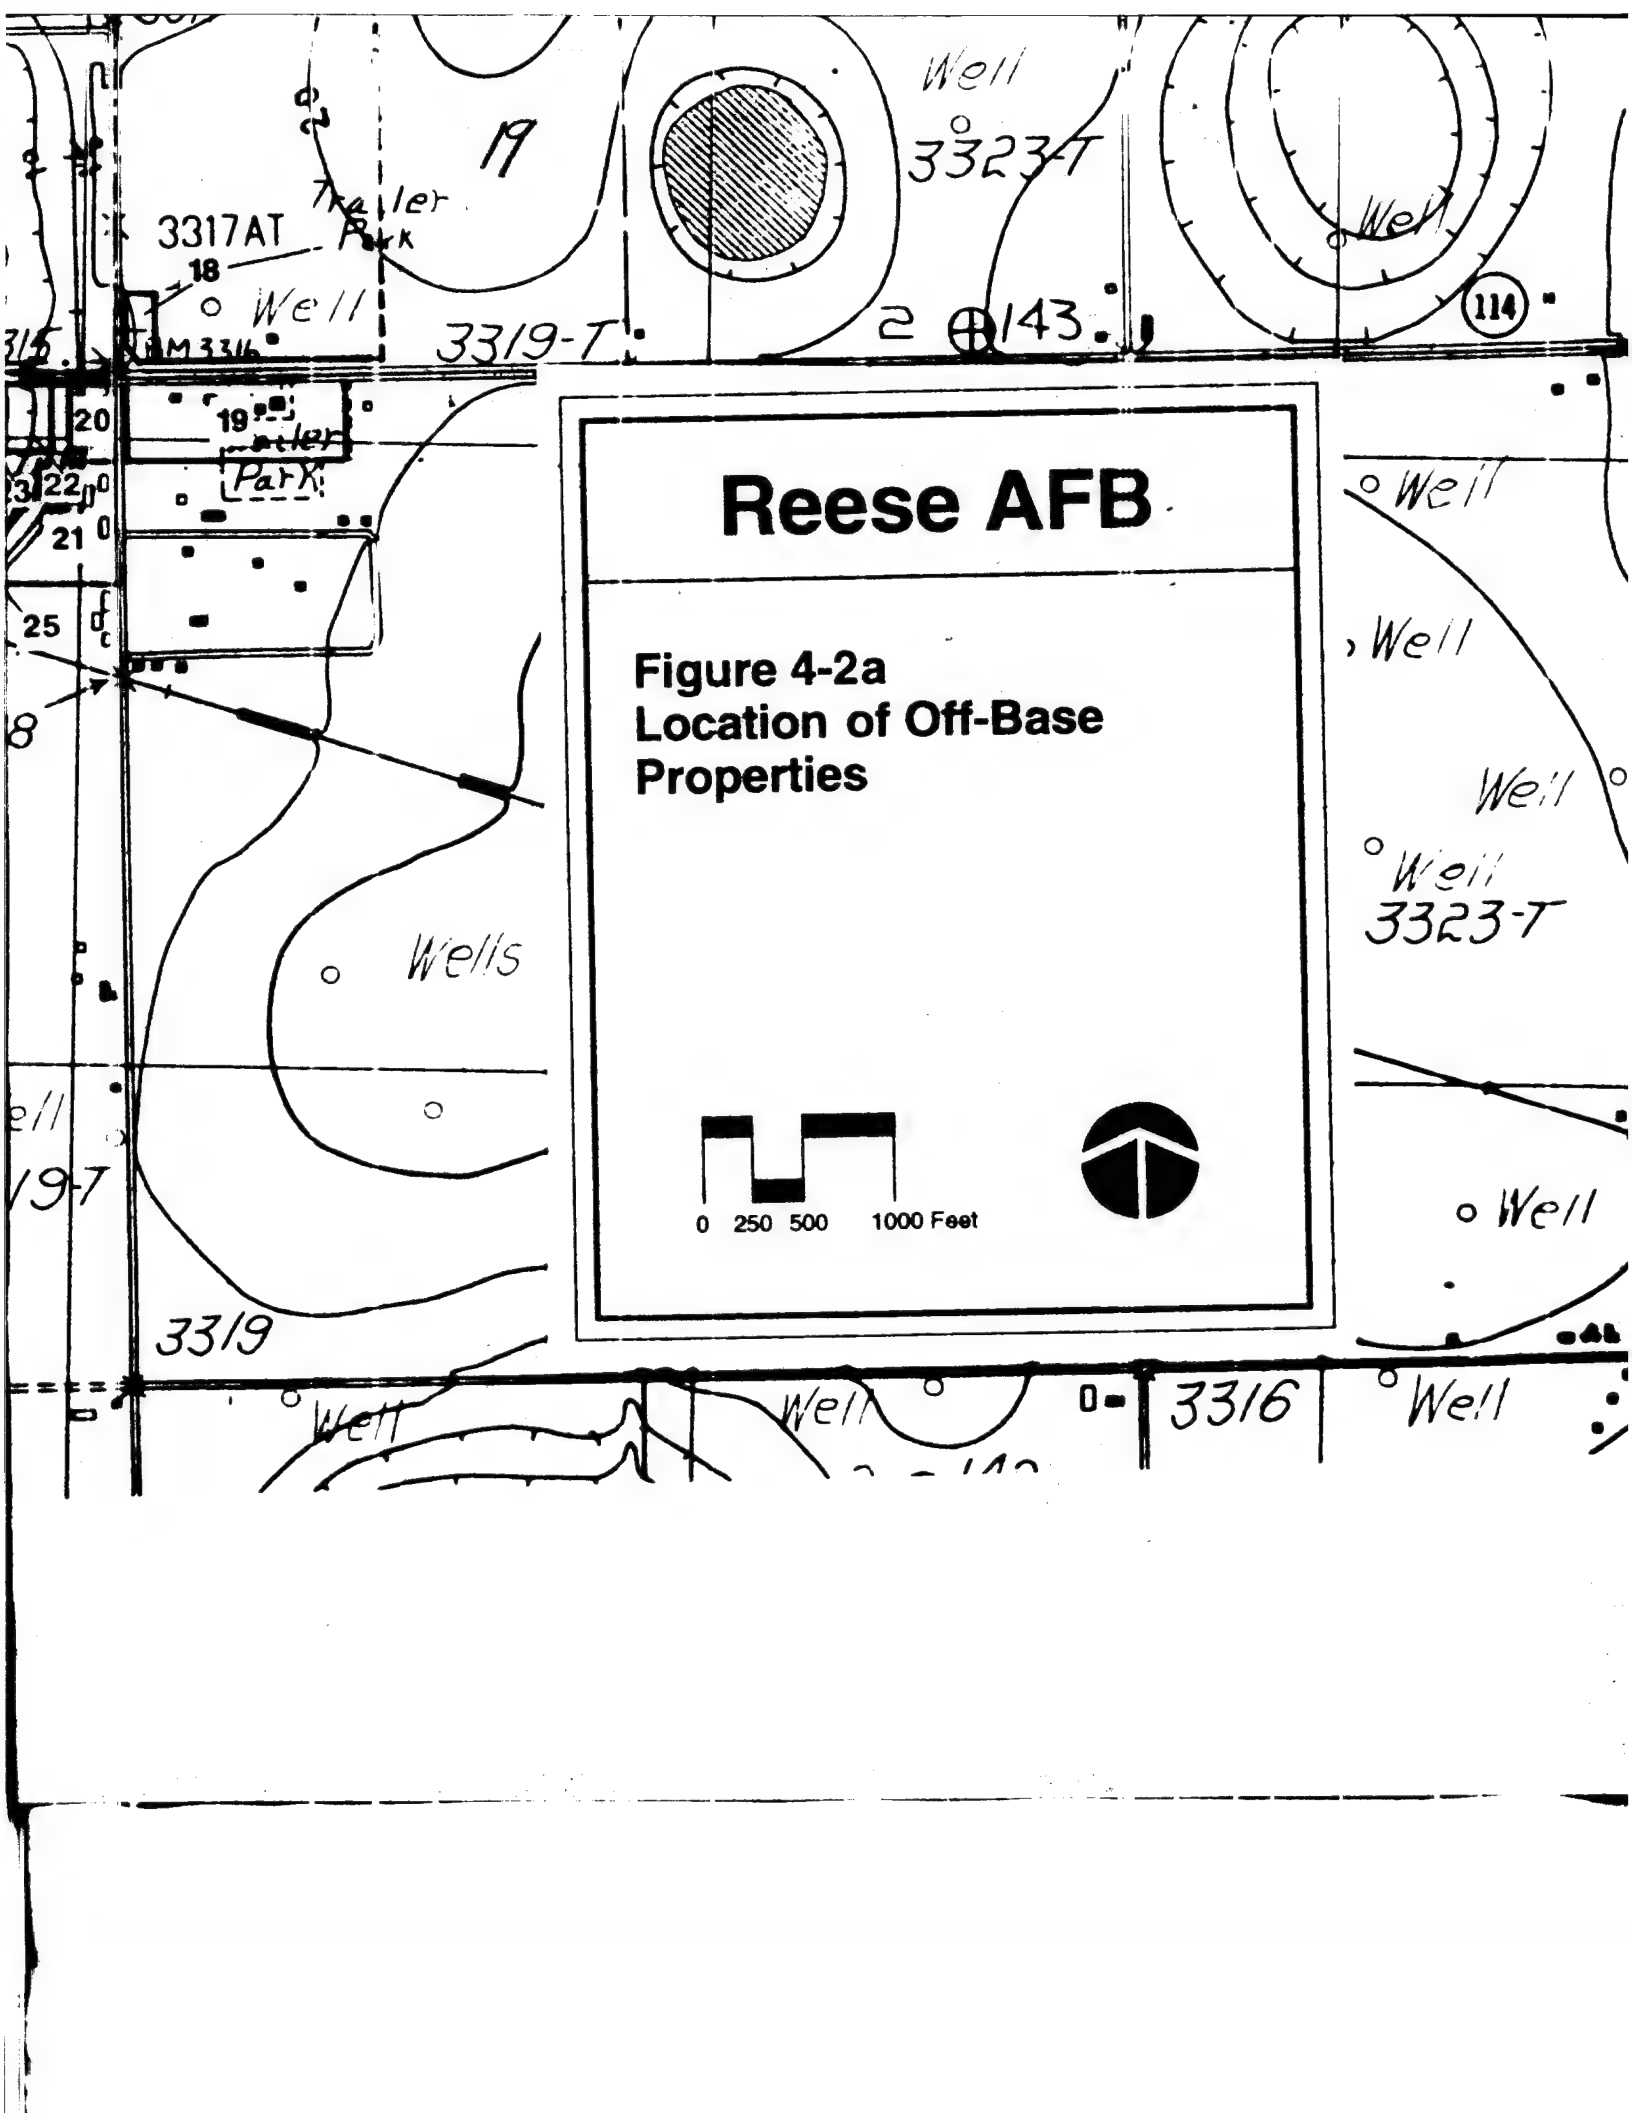 Well
19
3323-T
Trailer
Park
3317AT
18
Well
Well
114
BM 3316
3319-T
2 143
20
19
Park
22
21
25
8
Reese AFB
Figure 4-2a
Location of Off-Base
Properties
Well
Well
Well
Well
3323-T
Wells
0 250 500 1000 Feet
Well
3319
Well
Well
3316
Well